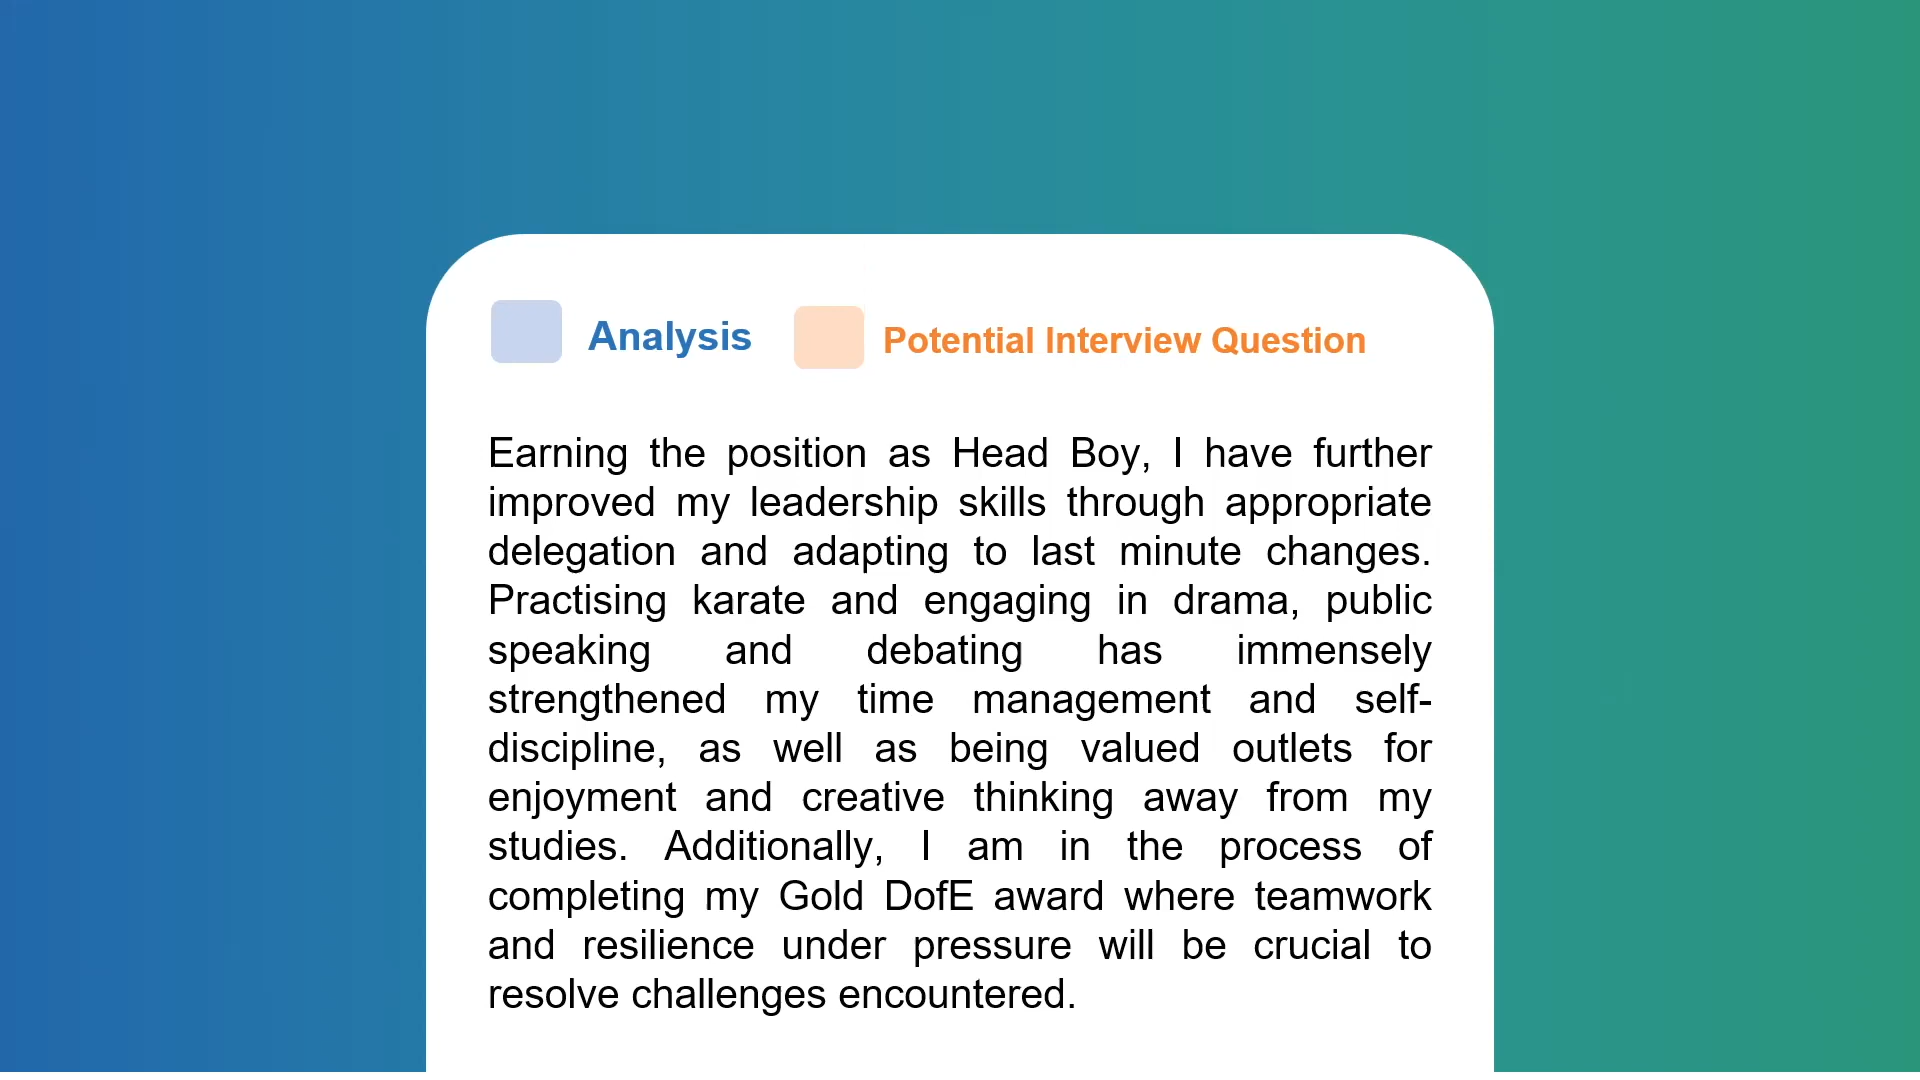 Analysis
Potential Interview Question
Earning the position as Head Boy, I have further
improved my leadership skills through appropriate
delegation and adapting to last minute changes.
Practising karate and engaging in drama, public
speaking and debating has immensely
strengthened my time management and self-
discipline, as well as being valued outlets for
enjoyment and creative thinking away from my
studies. Additionally, I am in the process of
completing my Gold DofE award where teamwork
and resilience under pressure will be crucial to
resolve challenges encountered.